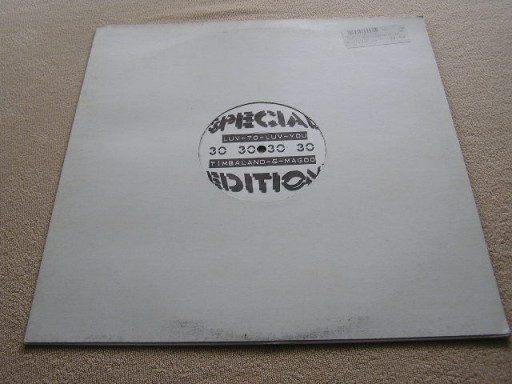 SPECIAL
LUV-TO-LUV-YOU
30 30 30 30
TIMBALAND-&-MAGOO
EDITION